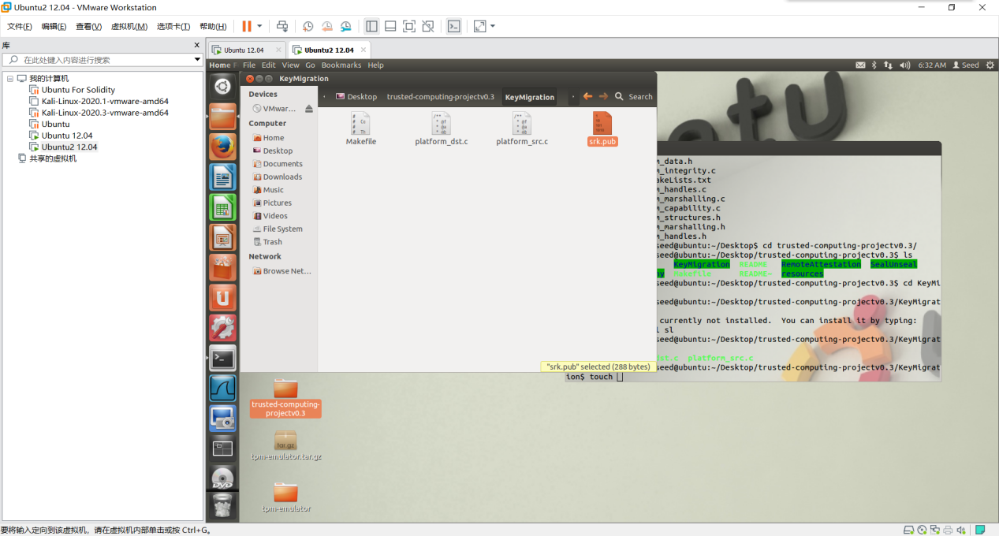 Ubuntu2 12.04 - VMware Workstation
文件(F) 编辑(E) 查看(V) 虚拟机(M) 选项卡(T) 帮助(H)
库
在此处键入内容进行搜索
我的计算机
Ubuntu For Solidity
Kali-Linux-2020.1-vmware-amd64
Kali-Linux-2020.3-vmware-amd64
Ubuntu
Ubuntu 12.04
Ubuntu2 12.04
共享的虚拟机
Ubuntu 12.04
Ubuntu2 12.04
Home F File Edit View Go Bookmarks Help
6:32 AM Seed
KeyMigration
Devices
VMwar...
Computer
Home
Desktop
Documents
Downloads
Music
Pictures
Videos
File System
Trash
Network
Browse Net...
Desktop trusted-computing-projectv0.3 KeyMigration Search
Makefile
platform_dst.c
platform_src.c
srk.pub
"srk.pub" selected (288 bytes)
m_data.h
m_integrity.c
akeLists.txt
m_handles.c
m_marshalling.c
m_capability.c
m_structures.h
m_marshalling.h
m_handles.h
seed@ubuntu:~/Desktop$ cd trusted-computing-projectv0.3/
seed@ubuntu:~/Desktop/trusted-computing-projectv0.3$ ls
KeyMigration README RemoteAttestation SealUnseal
ny Makefile README~ resources
seed@ubuntu:~/Desktop/trusted-computing-projectv0.3$ cd KeyMi
seed@ubuntu:~/Desktop/trusted-computing-projectv0.3/KeyMigrat
currently not installed.  You can install it by typing:
l sl
seed@ubuntu:~/Desktop/trusted-computing-projectv0.3/KeyMigrat
dst.c platform_src.c
seed@ubuntu:~/Desktop/trusted-computing-projectv0.3/KeyMigrat
ion$ touch
trusted-computing-
projectv0.3
tar.gz
tpm-emulator.tar.gz
tpm-emulator
DVD
要将输入定向到该虚拟机，请在虚拟机内部单击或按 Ctrl+G。